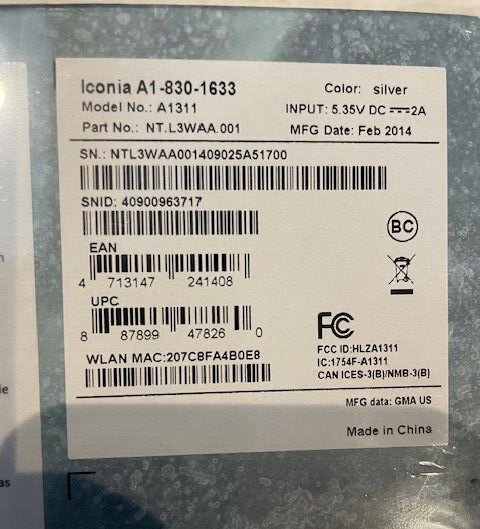 Iconia A1-830-1633
Color: silver
Model No.: A1311
INPUT: 5.35V DC ⎓ 2A
Part No.: NT.L3WAA.001
MFG Date: Feb 2014
SN.: NTL3WAA001409025A51700
SNID: 40900963717
BC
EAN
4 713147 241408
UPC
8 87899 47826 0
FC
WLAN MAC:207C8FA4B0E8
FCC ID:HLZA1311
IC:1754F-A1311
CAN ICES-3(B)/NMB-3(B)
MFG data: GMA US
Made in China
as